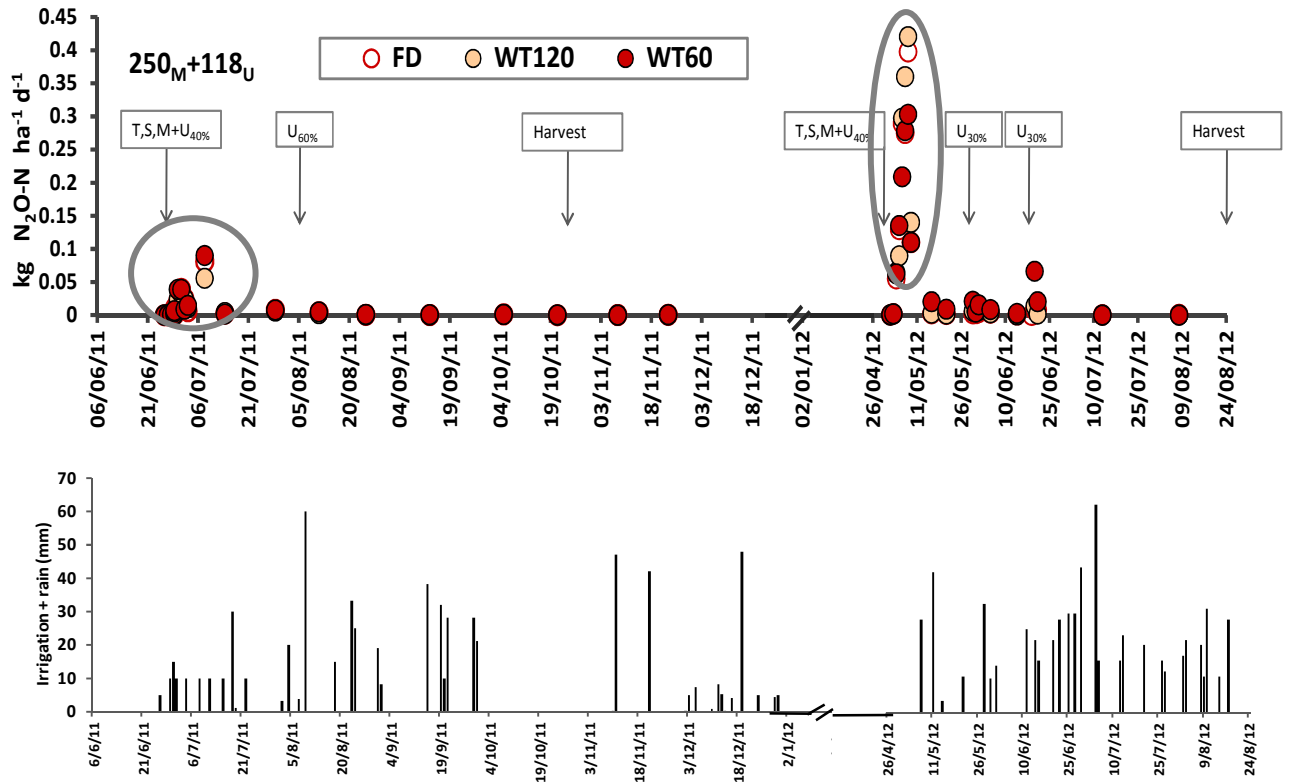 0.45
0.4
0.35
0.3
0.25
0.2
0.15
0.1
0.05
0
kg N₂O-N ha⁻¹ d⁻¹
250M+118U
FD WT120 WT60
T,S,M+U40% U60% Harvest T,S,M+U40% U30% U30% Harvest
06/06/11 21/06/11 06/07/11 21/07/11 05/08/11 20/08/11 04/09/11 19/09/11 04/10/11 19/10/11 03/11/11 18/11/11 03/12/11 18/12/11 02/01/12 26/04/12 11/05/12 26/05/12 10/06/12 25/06/12 10/07/12 25/07/12 09/08/12 24/08/12
70
60
50
40
30
20
10
0
Irrigation + rain (mm)
6/6/11 21/6/11 6/7/11 21/7/11 5/8/11 20/8/11 4/9/11 19/9/11 4/10/11 19/10/11 3/11/11 18/11/11 3/12/11 18/12/11 2/1/12 26/4/12 11/5/12 26/5/12 10/6/12 25/6/12 10/7/12 25/7/12 9/8/12 24/8/12